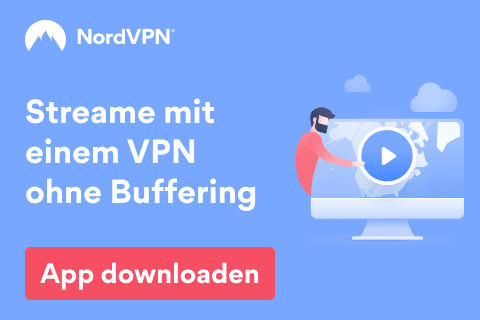 NordVPN®
Streame mit
einem VPN
ohne Buffering
App downloaden